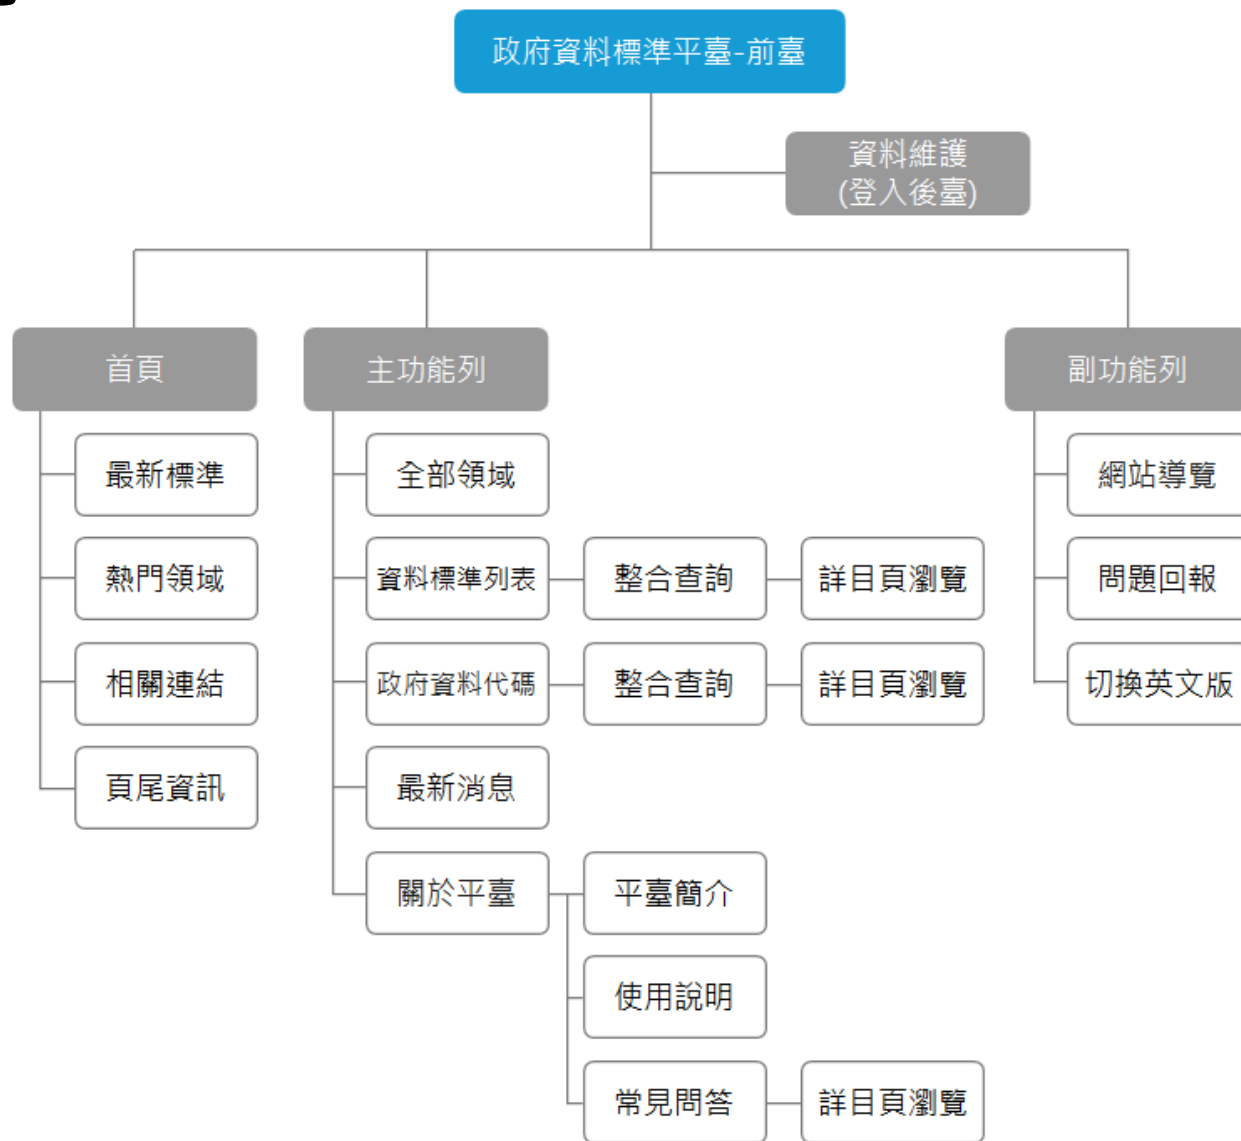 政府資料標準平臺-前臺
資料維護
(登入後臺)
首頁
主功能列
副功能列
最新標準
全部領域
網站導覽
熱門領域
資料標準列表
整合查詢
詳目頁瀏覽
問題回報
相關連結
政府資料代碼
整合查詢
詳目頁瀏覽
切換英文版
頁尾資訊
最新消息
關於平臺
平臺簡介
使用說明
常見問答
詳目頁瀏覽